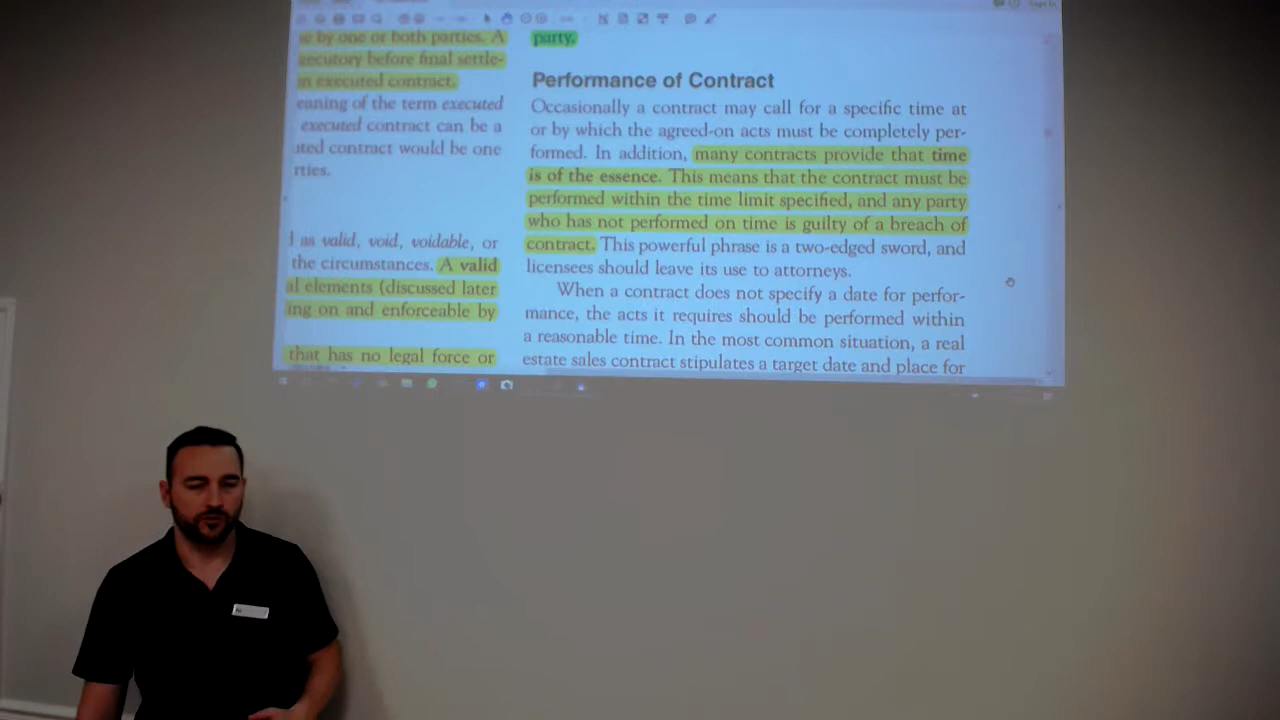 Sign In
se by one or both parties. A
xecutory before final settle-
an executed contract.
eaning of the term executed
executed contract can be a
uted contract would be one
rties.
d as valid, void, voidable, or
the circumstances. A valid
al elements (discussed later
ing on and enforceable by
that has no legal force or
party.
Performance of Contract
Occasionally a contract may call for a specific time at
or by which the agreed-on acts must be completely per-
formed. In addition, many contracts provide that time
is of the essence. This means that the contract must be
performed within the time limit specified, and any party
who has not performed on time is guilty of a breach of
contract. This powerful phrase is a two-edged sword, and
licensees should leave its use to attorneys.
When a contract does not specify a date for perfor-
mance, the acts it requires should be performed within
a reasonable time. In the most common situation, a real
estate sales contract stipulates a target date and place for